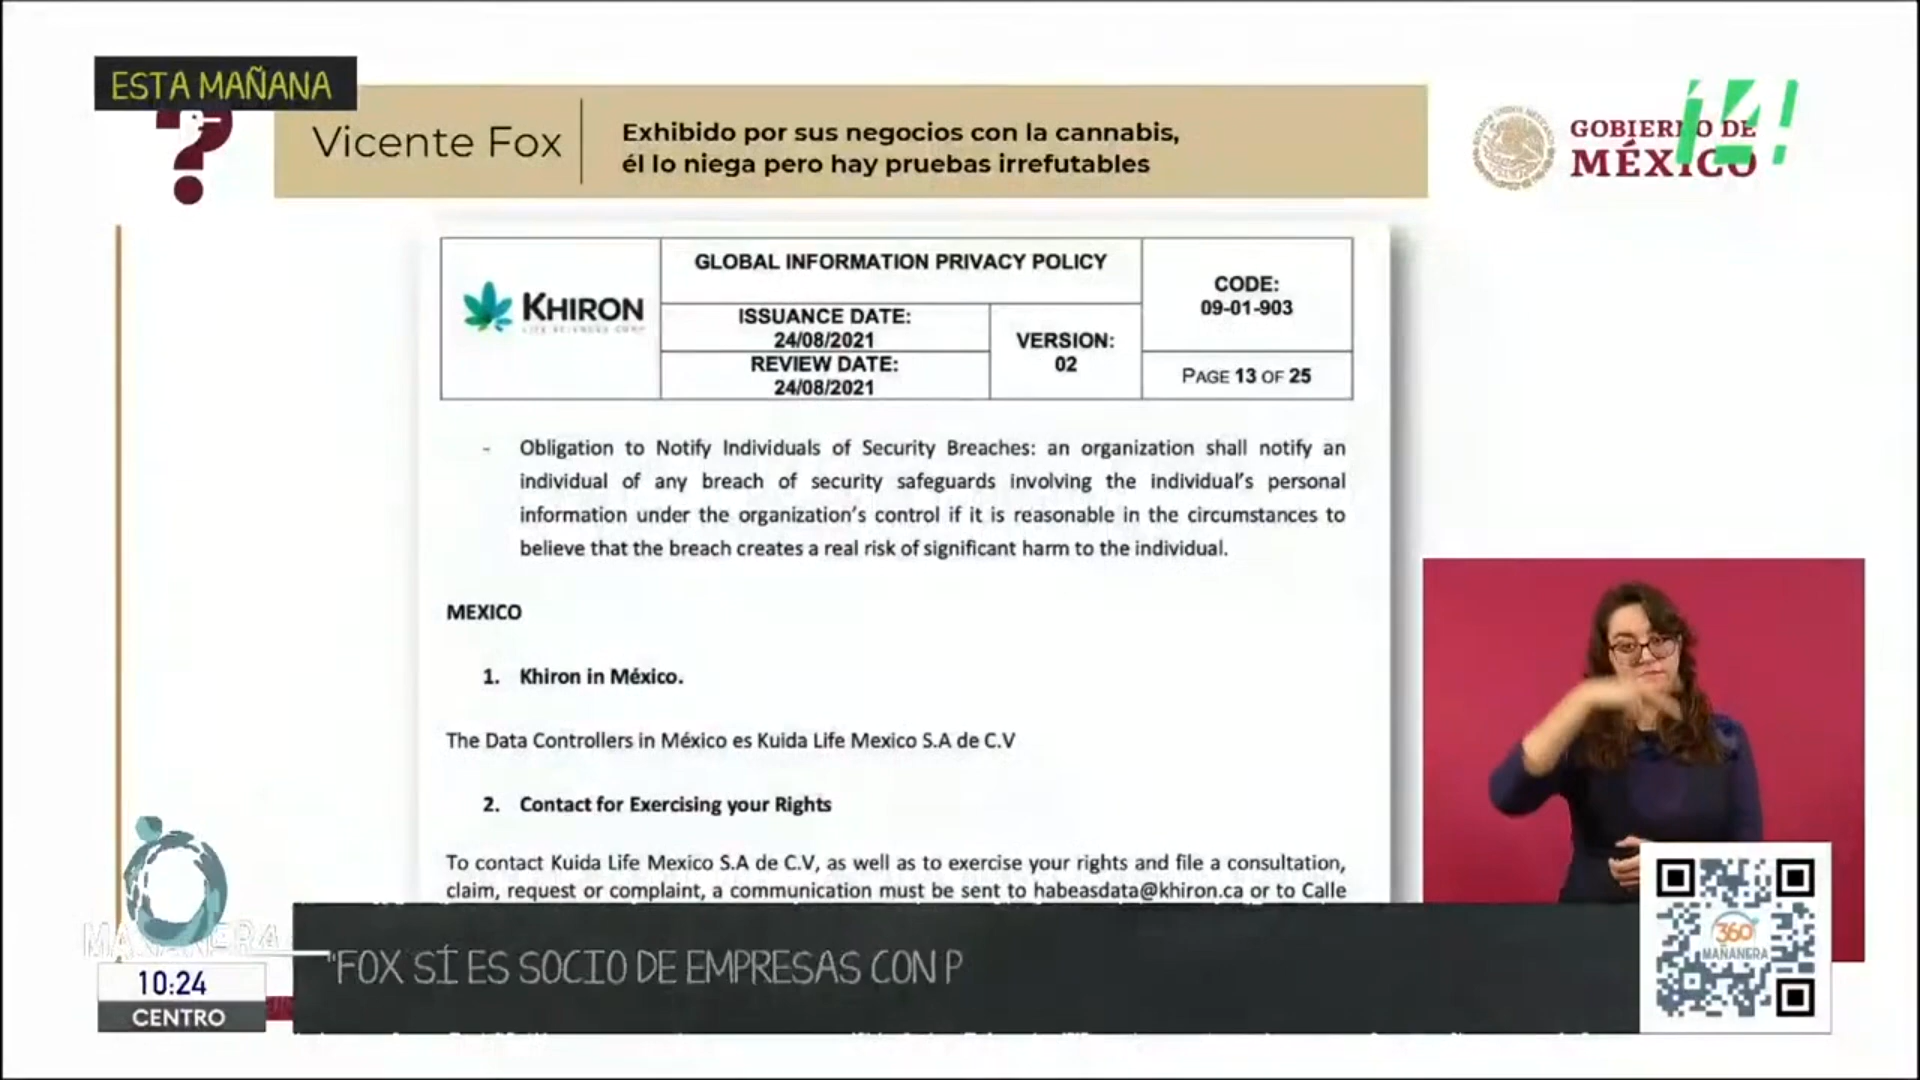 ESTA MAÑANA
Vicente Fox
Exhibido por sus negocios con la cannabis,
él lo niega pero hay pruebas irrefutables
GOBIERNO DE
MÉXICO
14!
KHIRON
LIFE SCIENCES CORP
GLOBAL INFORMATION PRIVACY POLICY
ISSUANCE DATE:
24/08/2021
REVIEW DATE:
24/08/2021
VERSION:
02
CODE:
09-01-903
PAGE 13 OF 25
- Obligation to Notify Individuals of Security Breaches: an organization shall notify an
individual of any breach of security safeguards involving the individual's personal
information under the organization's control if it is reasonable in the circumstances to
believe that the breach creates a real risk of significant harm to the individual.
MEXICO
1. Khiron in México.
The Data Controllers in México es Kuida Life Mexico S.A de C.V
2. Contact for Exercising your Rights
To contact Kuida Life Mexico S.A de C.V, as well as to exercise your rights and file a consultation,
claim, request or complaint, a communication must be sent to habeasdata@khiron.ca or to Calle
MAÑANERA
"FOX SÍ ES SOCIO DE EMPRESAS CON P
10:24
CENTRO
360
MAÑANERA